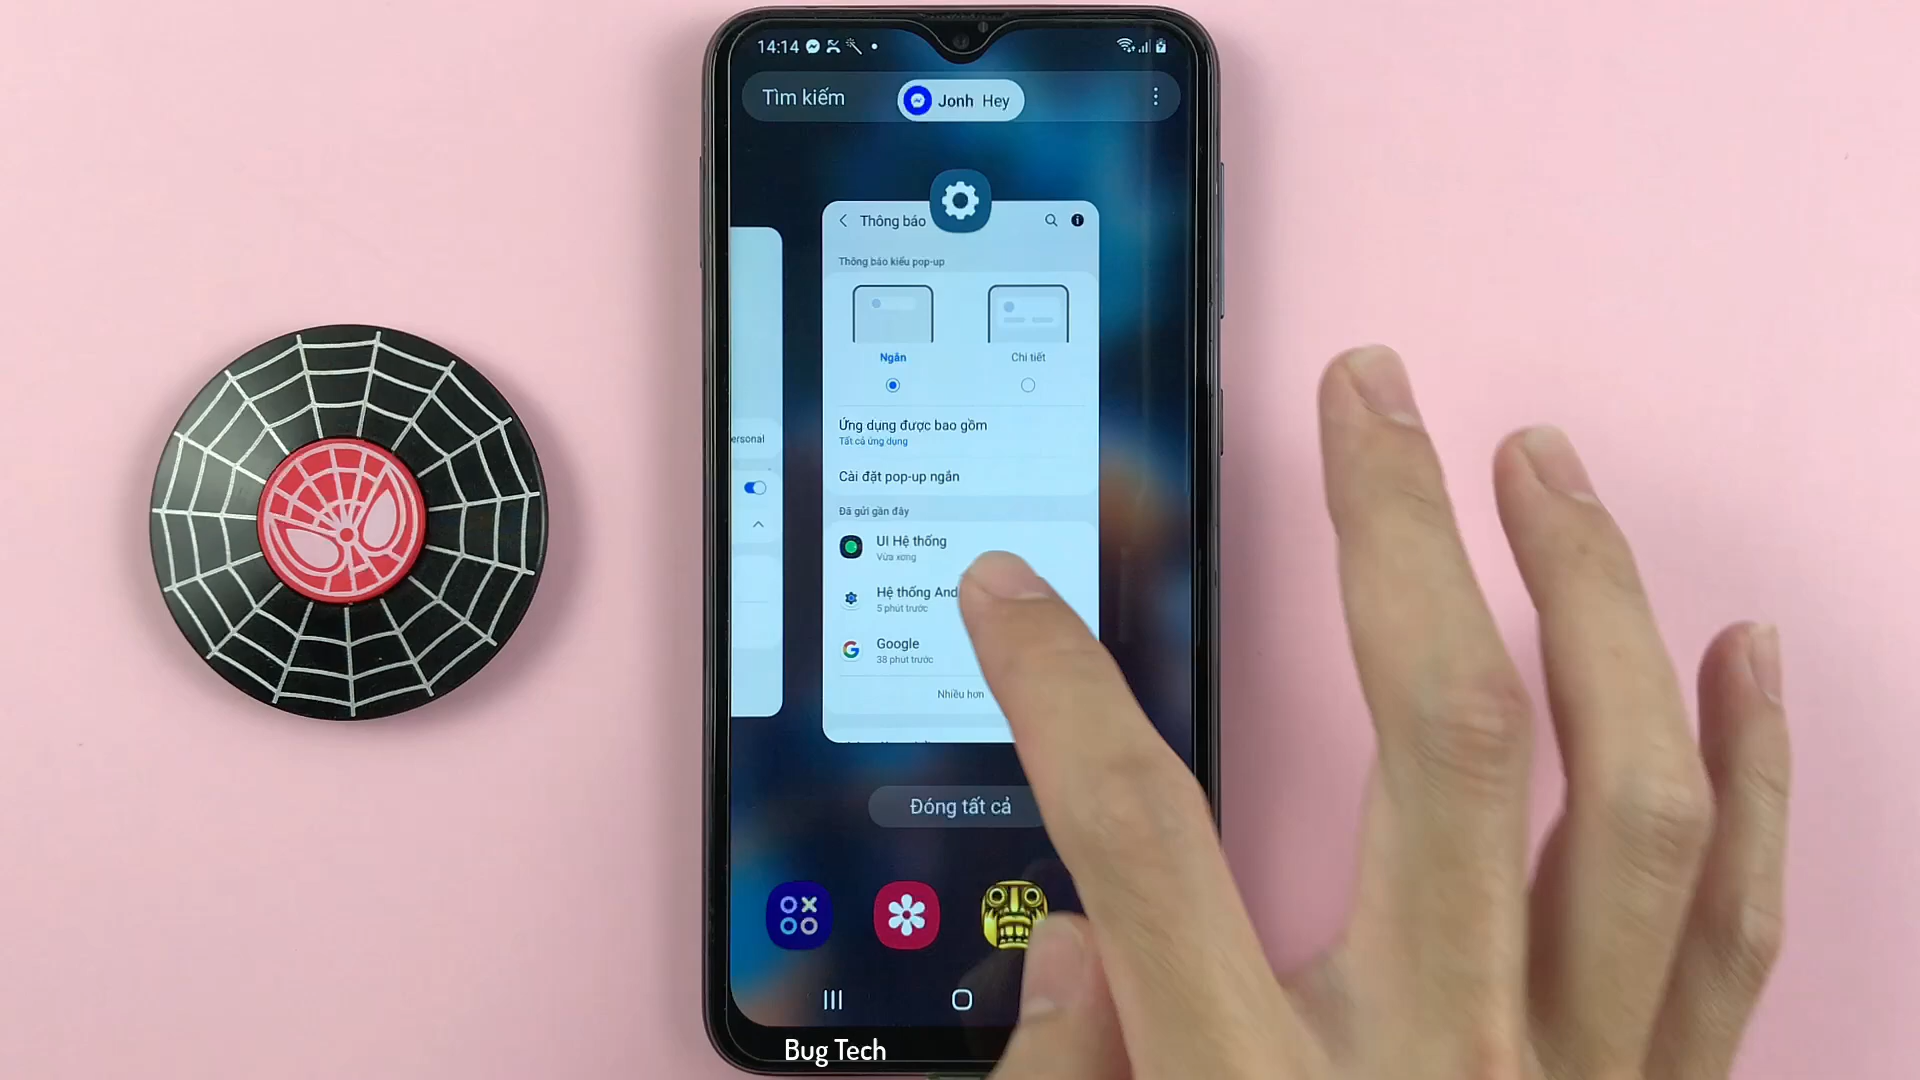 14:14
Tìm kiếm
Jonh Hey
Thông báo
Thông báo kiểu pop-up
Ngắn
Chi tiết
Ứng dụng được bao gồm
Tất cả ứng dụng
Cài đặt pop-up ngắn
ersonal
Đã gửi gần đây
UI Hệ thống
Vừa xong
Hệ thống And
5 phút trước
Google
38 phút trước
Nhiều hơn
Đóng tất cả
Bug Tech